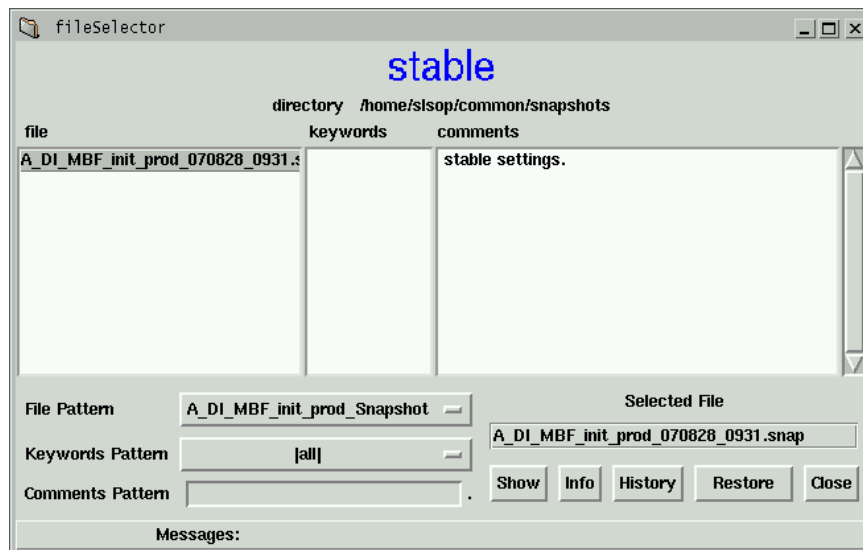 fileSelector
stable
directory /home/slsop/common/snapshots
file keywords comments
A_DI_MBF_init_prod_070828_0931.s stable settings.
File Pattern A_DI_MBF_init_prod_Snapshot
Selected File
A_DI_MBF_init_prod_070828_0931.snap
Keywords Pattern |all|
Show Info History Restore Close
Comments Pattern .
Messages: